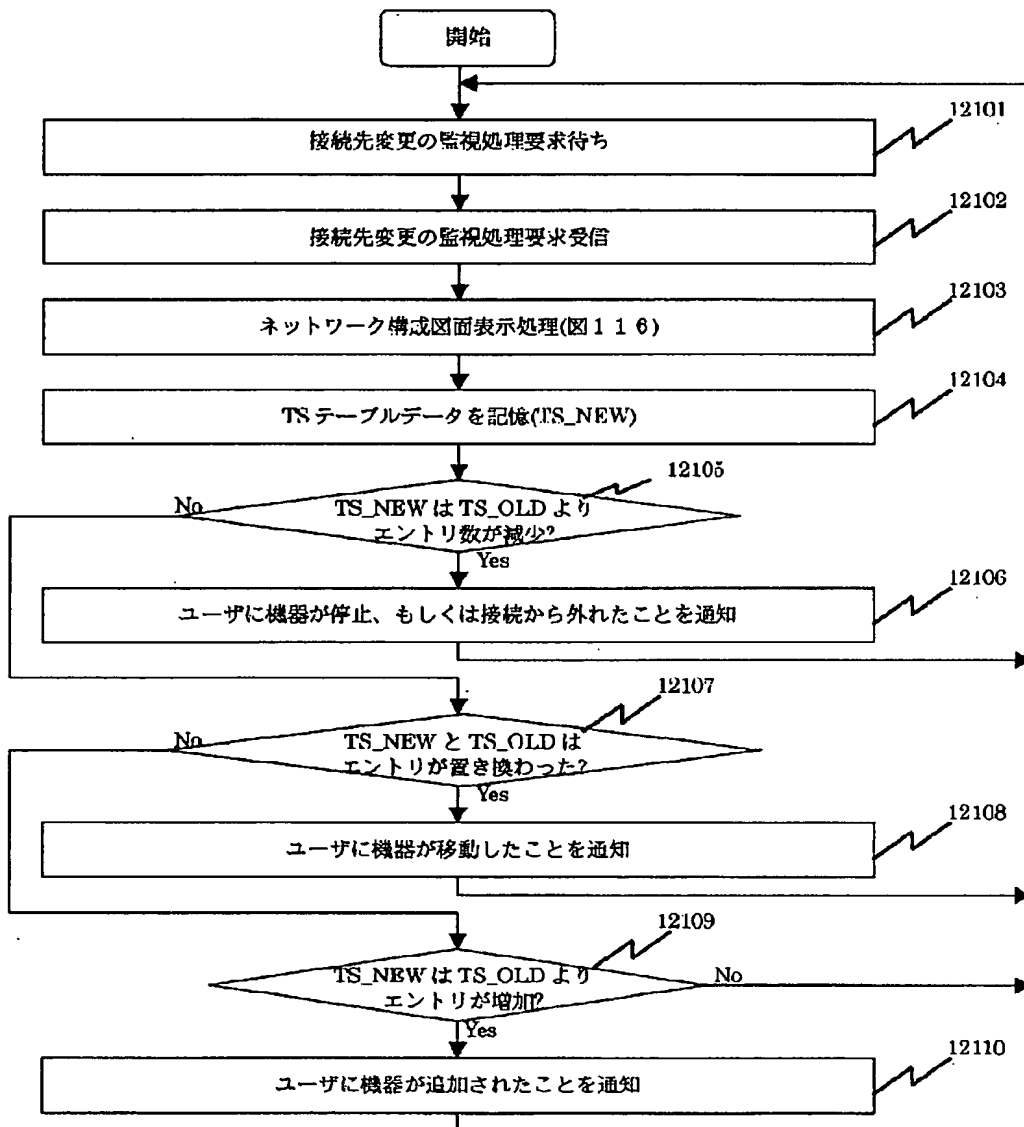 開始
12101
接続先変更の監視処理要求待ち
12102
接続先変更の監視処理要求受信
12103
ネットワーク構成図面表示処理(図１１６)
12104
TSテーブルデータを記憶(TS_NEW)
12105
No
TS_NEWはTS_OLDより
エントリ数が減少?
Yes
12106
ユーザに機器が停止、もしくは接続から外れたことを通知
12107
No
TS_NEWとTS_OLDは
エントリが置き換わった?
Yes
12108
ユーザに機器が移動したことを通知
12109
TS_NEWはTS_OLDより
エントリが増加?
No
Yes
12110
ユーザに機器が追加されたことを通知